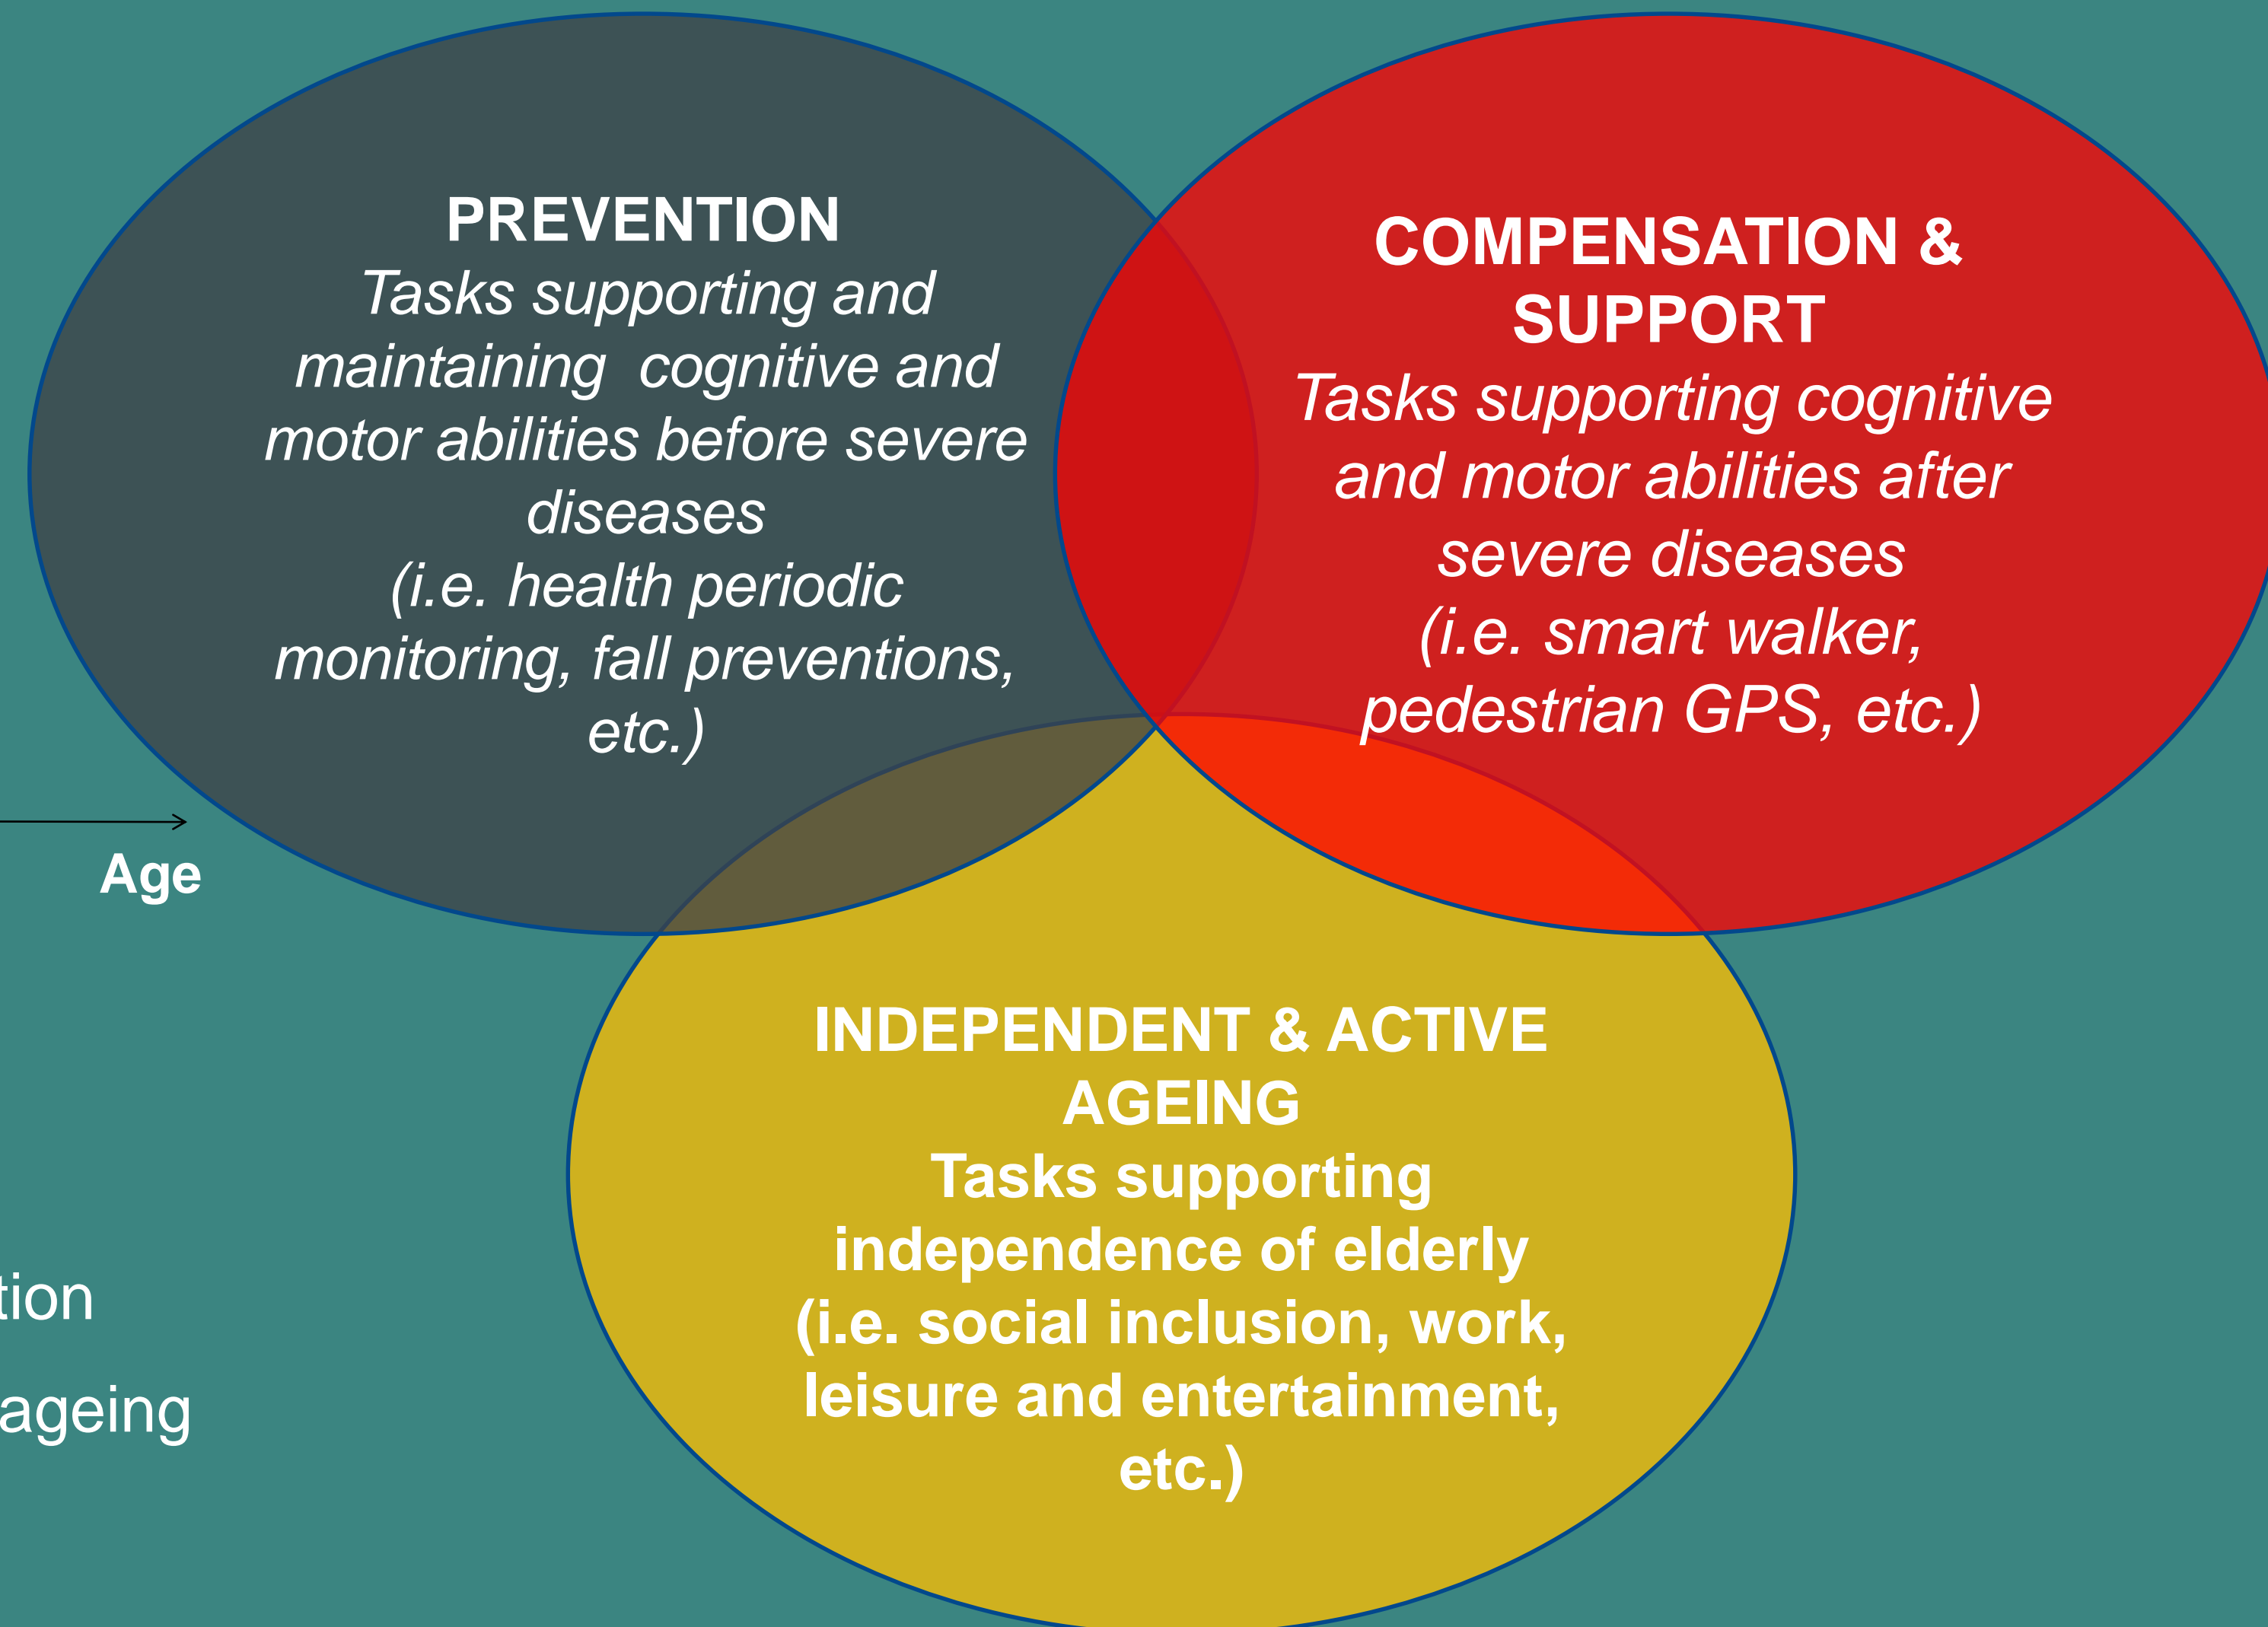 PREVENTION
Tasks supporting and
maintaining cognitive and
motor abilities before severe
diseases
(i.e. health periodic
monitoring, fall preventions,
etc.)
COMPENSATION &
SUPPORT
Tasks supporting cognitive
and motor abilities after
severe diseases
(i.e. smart walker,
pedestrian GPS, etc.)
Age
INDEPENDENT & ACTIVE
AGEING
Tasks supporting
independence of elderly
(i.e. social inclusion, work,
leisure and entertainment,
etc.)
tion
ageing